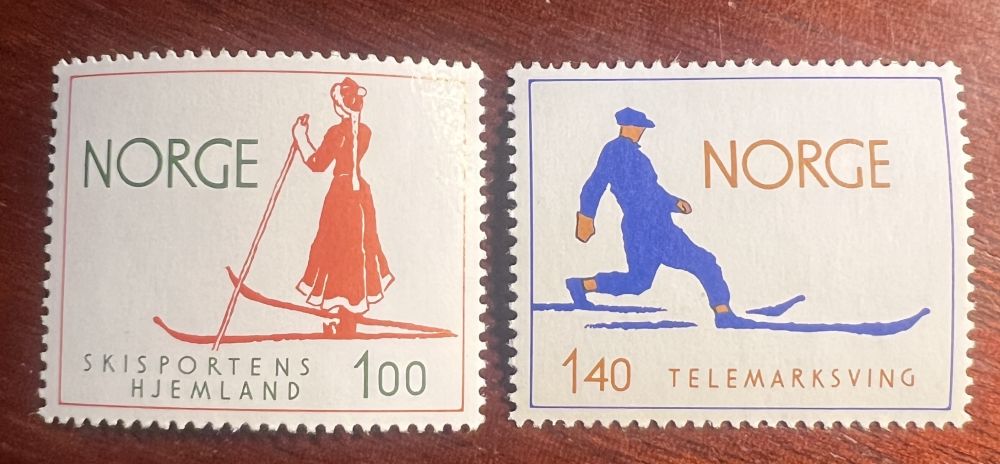 NORGE
SKISPORTENS
HJEMLAND
1.00
NORGE
1.40
TELEMARKSVING